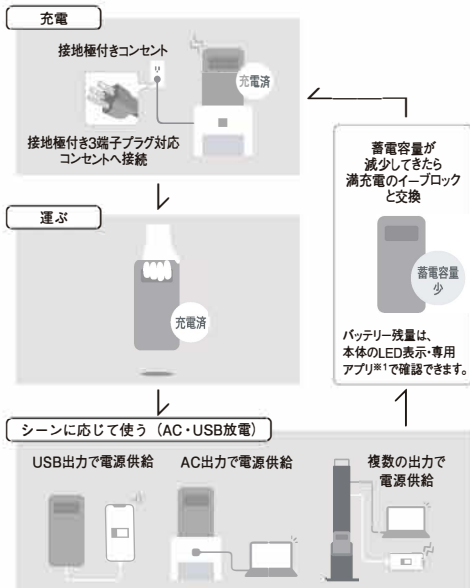 充電
接地極付きコンセント
充電済
接地極付き3端子プラグ対応
コンセントへ接続
運ぶ
充電済
シーンに応じて使う（AC・USB放電）
USB出力で電源供給
AC出力で電源供給
複数の出力で
電源供給
蓄電容量が
減少してきたら
満充電のイーブロック
と交換
蓄電容量
少
バッテリー残量は、
本体のLED表示・専用
アプリ※1で確認できます。